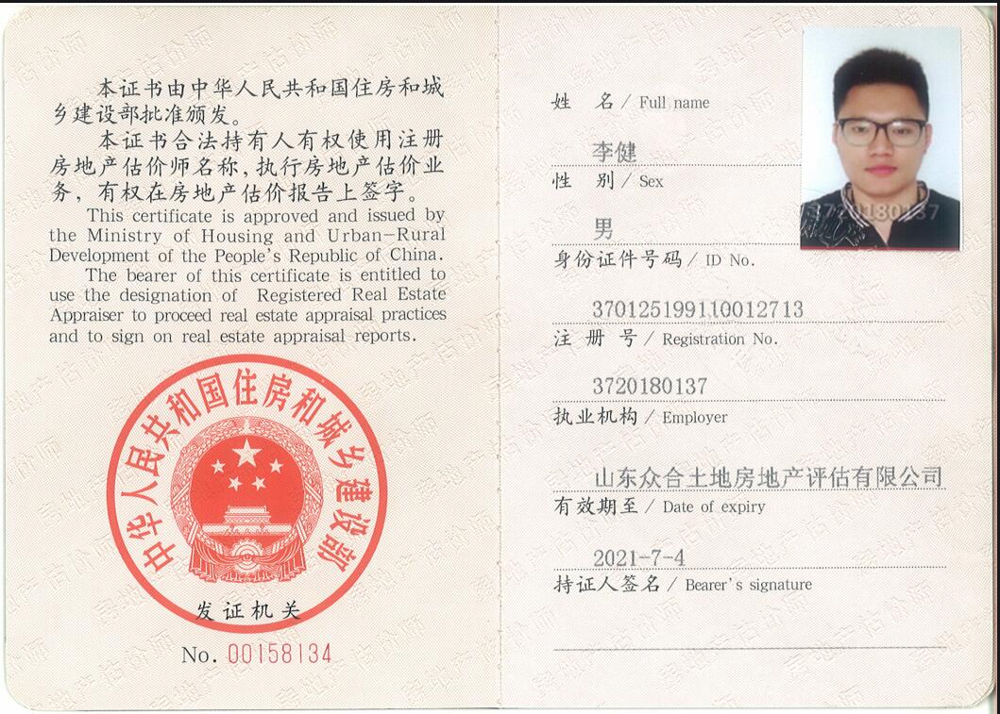 本证书由中华人民共和国住房和城
乡建设部批准颁发。
本证书合法持有人有权使用注册
房地产估价师名称,执行房地产估价业
务，有权在房地产估价报告上签字。
This certificate is approved and issued by
the Ministry of Housing and Urban-Rural
Development of the People's Republic of China.
The bearer of this certificate is entitled to
use the designation of Registered Real Estate
Appraiser to proceed real estate appraisal practices
and to sign on real estate appraisal reports.
中华人民共和国住房和城乡建设部
发证机关
No. 00158134
姓 名 / Full name
李健
性 别 / Sex
男
身份证件号码 / ID No.
370125199110012713
注 册 号 / Registration No.
3720180137
执业机构 / Employer
山东众合土地房地产评估有限公司
有效期至 / Date of expiry
2021-7-4
持证人签名 / Bearer's signature
3720180137
房地产估价师